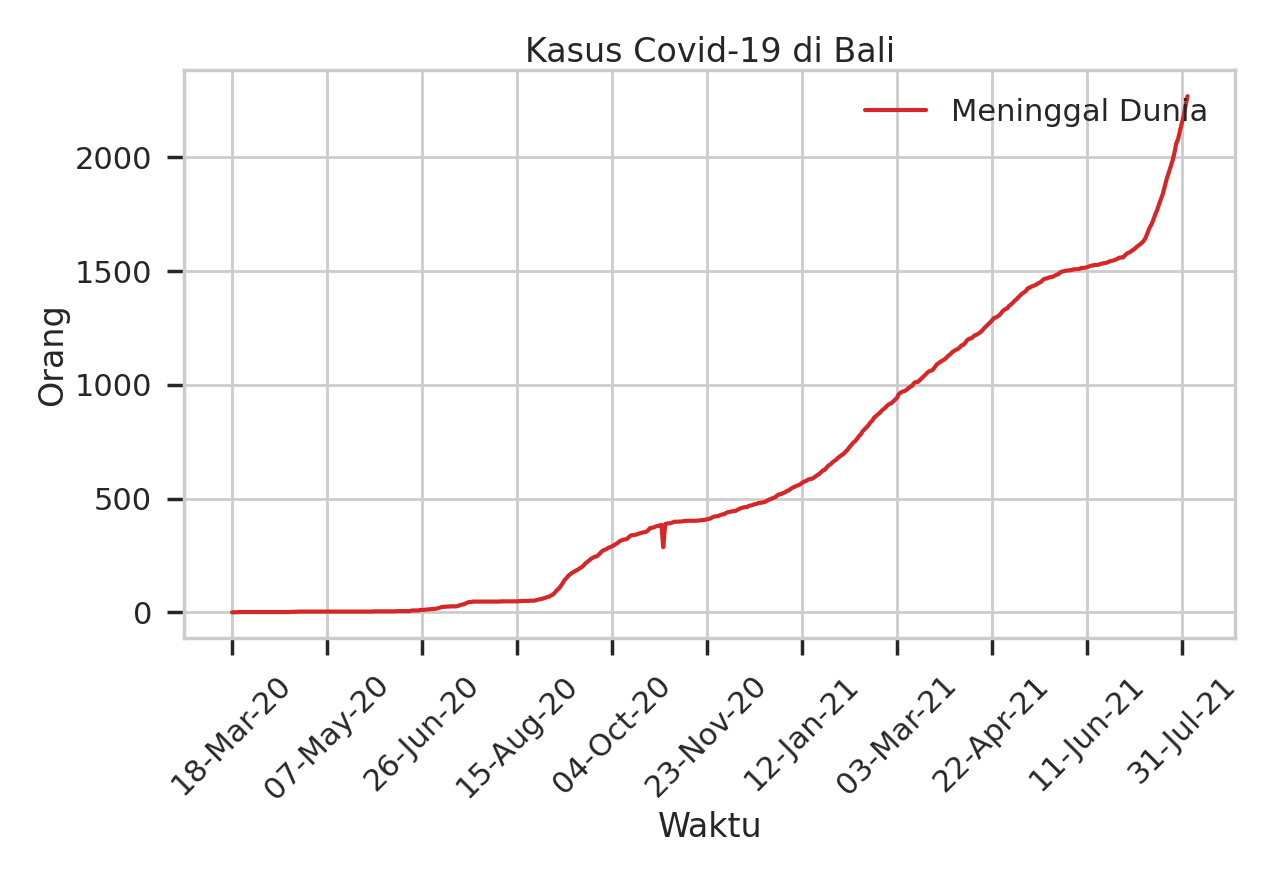 Kasus Covid-19 di Bali
Meninggal Dunia
Orang
2000
1500
1000
500
0
18-Mar-20
07-May-20
26-Jun-20
15-Aug-20
04-Oct-20
23-Nov-20
12-Jan-21
03-Mar-21
22-Apr-21
11-Jun-21
31-Jul-21
Waktu